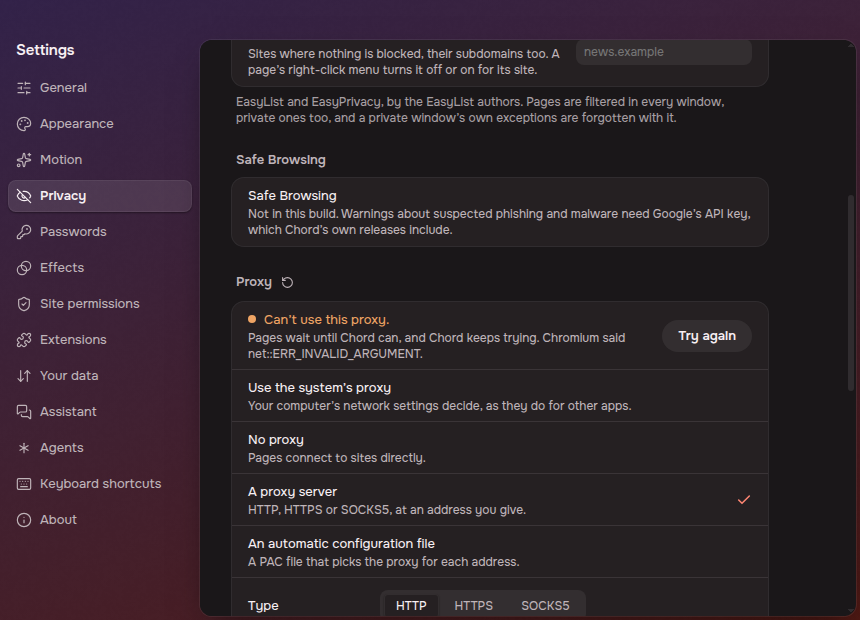 Settings
General
Appearance
Motion
Privacy
Passwords
Effects
Site permissions
Extensions
Your data
Assistant
Agents
Keyboard shortcuts
About
Sites where nothing is blocked, their subdomains too. A
page's right-click menu turns it off or on for its site.
news.example
EasyList and EasyPrivacy, by the EasyList authors. Pages are filtered in every window,
private ones too, and a private window's own exceptions are forgotten with it.
Safe Browsing
Safe Browsing
Not in this build. Warnings about suspected phishing and malware need Google's API key,
which Chord's own releases include.
Proxy
Can't use this proxy.
Pages wait until Chord can, and Chord keeps trying. Chromium said
net::ERR_INVALID_ARGUMENT.
Try again
Use the system's proxy
Your computer's network settings decide, as they do for other apps.
No proxy
Pages connect to sites directly.
A proxy server
HTTP, HTTPS or SOCKS5, at an address you give.
An automatic configuration file
A PAC file that picks the proxy for each address.
Type
HTTP
HTTPS
SOCKS5